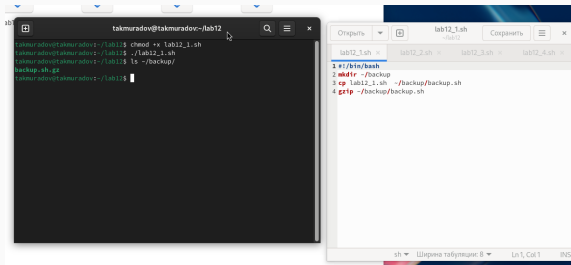 takmuradov@takmuradov:~/lab12
takmuradov@takmuradov:~/lab12$ chmod +x lab12_1.sh
takmuradov@takmuradov:~/lab12$ ./lab12_1.sh
takmuradov@takmuradov:~/lab12$ ls ~/backup/
backup.sh.gz
takmuradov@takmuradov:~/lab12$
Открыть
lab12_1.sh
~/lab12
Сохранить
lab12_1.sh × lab12_2.sh × lab12_3.sh × lab12_4.sh ×
1 #!/bin/bash
2 mkdir ~/backup
3 cp lab12_1.sh ~/backup/backup.sh
4 gzip ~/backup/backup.sh
sh Ширина табуляции: 8 Ln 1, Col 1 INS